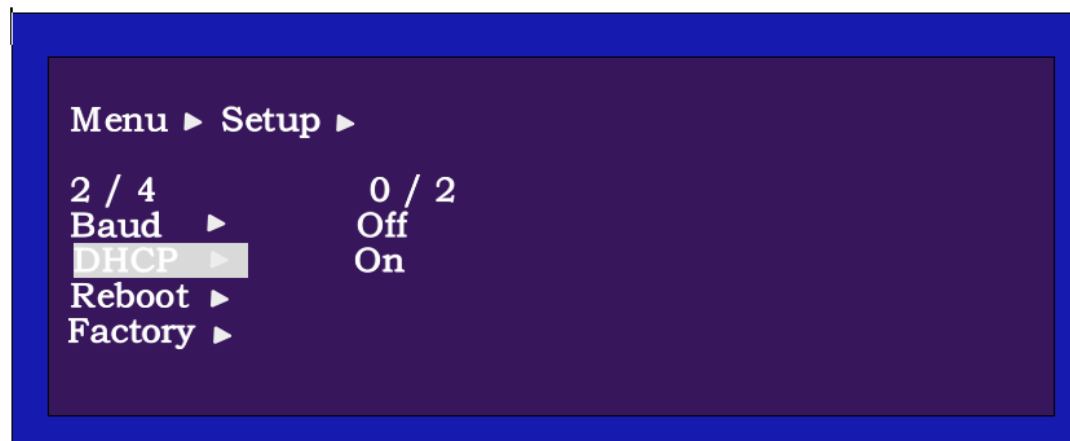 Menu ▶ Setup ▶
2 / 4 0 / 2
Baud ▶ Off
DHCP ▶ On
Reboot ▶
Factory ▶